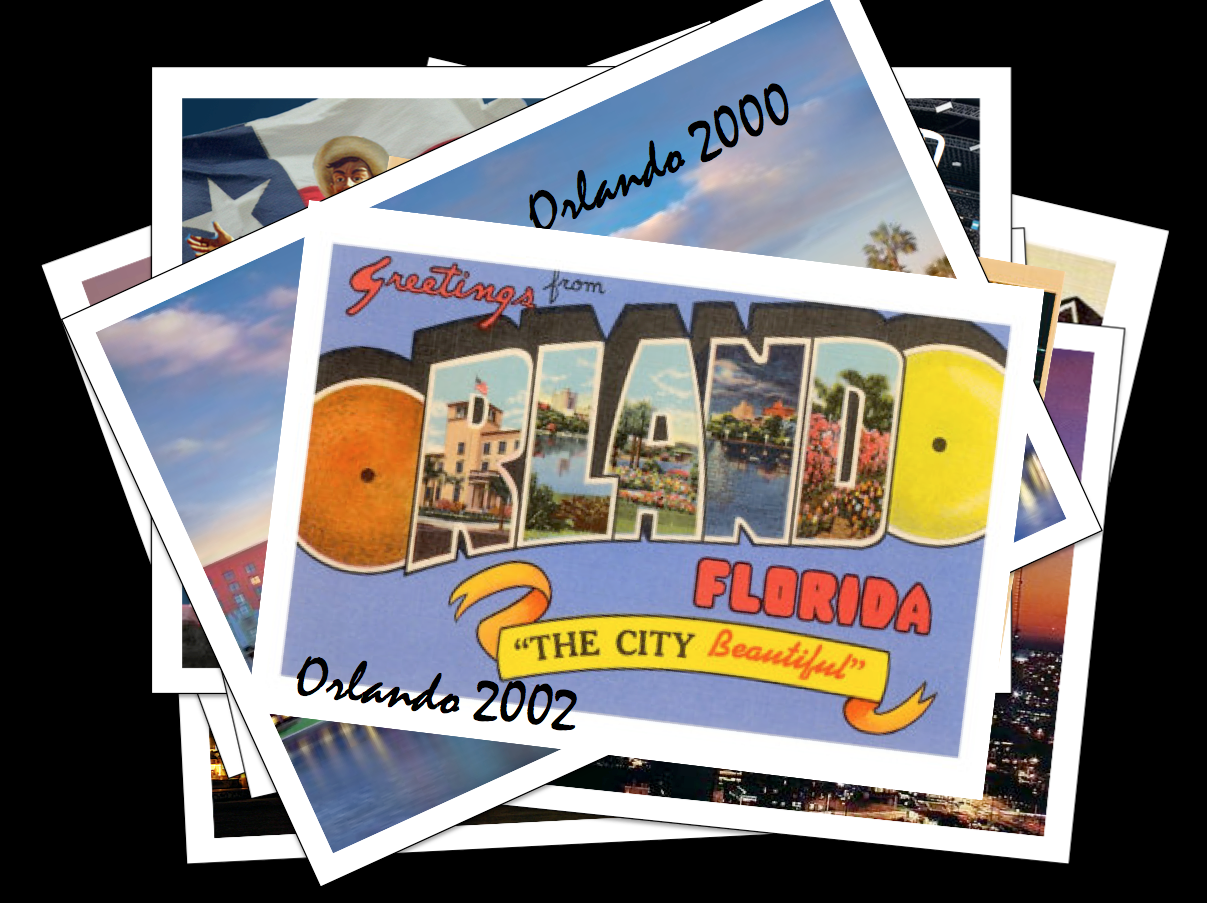 Orlando 2000
Greetings from
ORLANDO
FLORIDA
“THE CITY Beautiful”
Orlando 2002